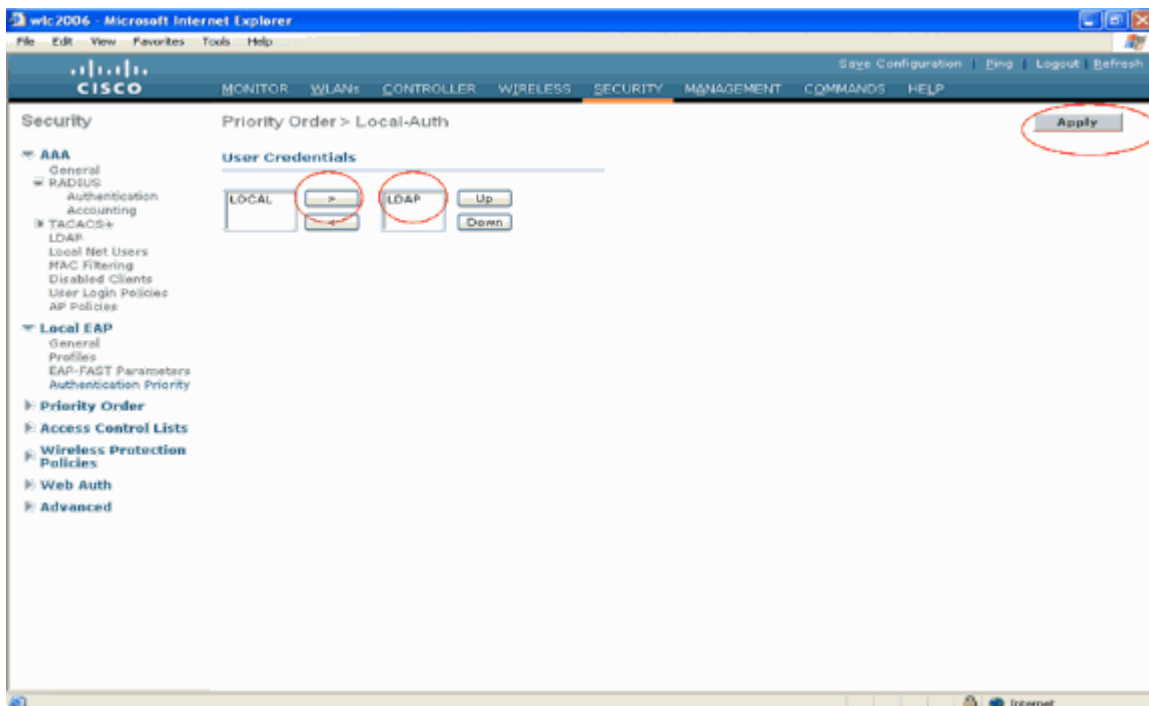 wlc2006 - Microsoft Internet Explorer
File Edit View Favorites Tools Help
Save Configuration | Ping | Logout | Refresh
CISCO
MONITOR WLANs CONTROLLER WIRELESS SECURITY MANAGEMENT COMMANDS HELP
Security
Priority Order > Local-Auth
Apply
AAA
General
RADIUS
Authentication
Accounting
TACACS+
LDAP
Local Net Users
MAC Filtering
Disabled Clients
User Login Policies
AP Policies
Local EAP
General
Profiles
EAP-FAST Parameters
Authentication Priority
Priority Order
Access Control Lists
Wireless Protection
Policies
Web Auth
Advanced
User Credentials
LOCAL > LDAP Up
< Down
Internet